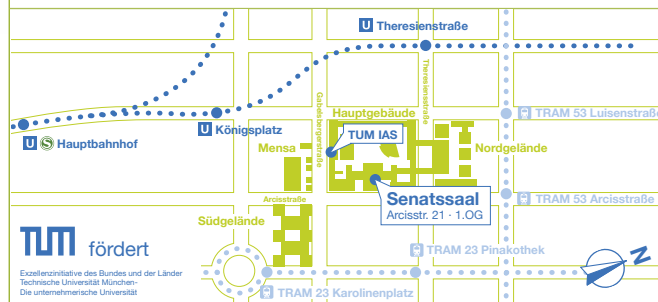 U Theresienstraße
Gabelsbergerstraße
Theresienstraße
Hauptgebäude
TRAM 53 Luisenstraße
U Königsplatz
TUM IAS
U S Hauptbahnhof
Mensa
Nordgelände
Senatssaal
Arcisstr. 21 · 1.OG
TRAM 53 Arcisstraße
Arcisstraße
Südgelände
TUM fördert
TRAM 23 Pinakothek
N
Exzellenzinitiative des Bundes und der Länder
Technische Universität München-
Die unternehmerische Universität
TRAM 23 Karolinenplatz